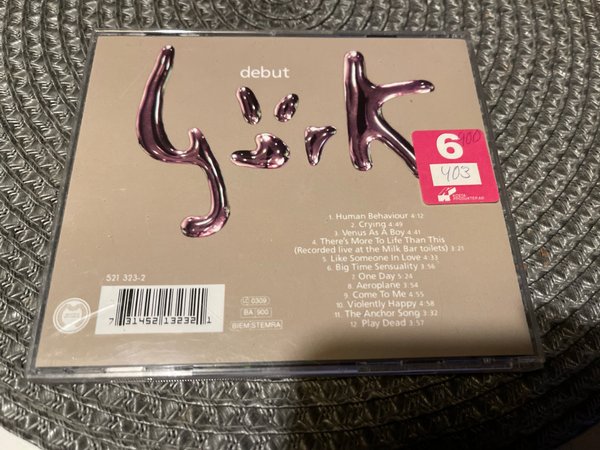 debut
björk
6
900
403
1. Human Behaviour 4:12
2. Crying 4:49
3. Venus As A Boy 4:41
4. There's More To Life Than This
(Recorded live at the Milk Bar toilets) 3:21
5. Like Someone In Love 4:33
6. Big Time Sensuality 3:56
7. One Day 5:24
8. Aeroplane 3:54
9. Come To Me 4:55
10. Violently Happy 4:58
11. The Anchor Song 3:32
12. Play Dead 3:57
521 323-2
LC 0309
BA 900
BIEM/STEMRA
7 31452 13232 1